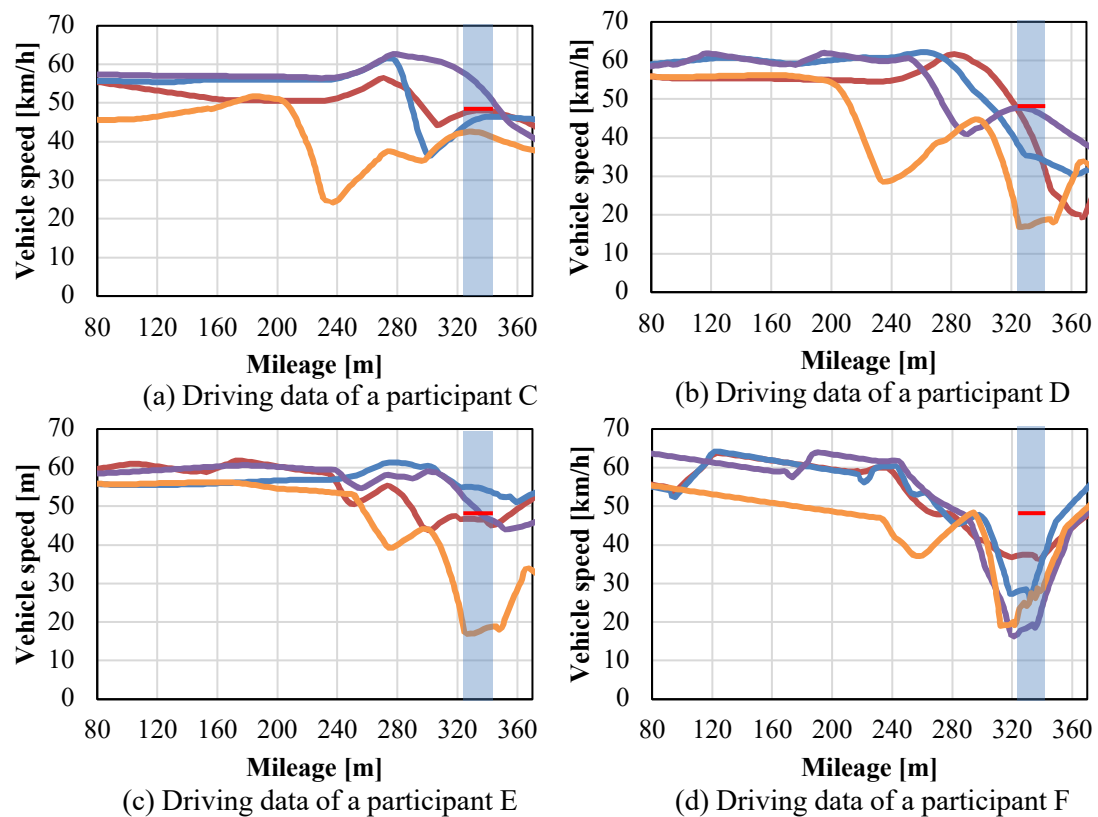 70
60
50
40
30
20
10
0
Vehicle speed [km/h]
80 120 160 200 240 280 320 360
Mileage [m]
(a) Driving data of a participant C
70
60
50
40
30
20
10
0
Vehicle speed [km/h]
80 120 160 200 240 280 320 360
Mileage [m]
(b) Driving data of a participant D
70
60
50
40
30
20
10
0
Vehicle speed [m]
80 120 160 200 240 280 320 360
Mileage [m]
(c) Driving data of a participant E
70
60
50
40
30
20
10
0
Vehicle speed [km/h]
80 120 160 200 240 280 320 360
Mileage [m]
(d) Driving data of a participant F